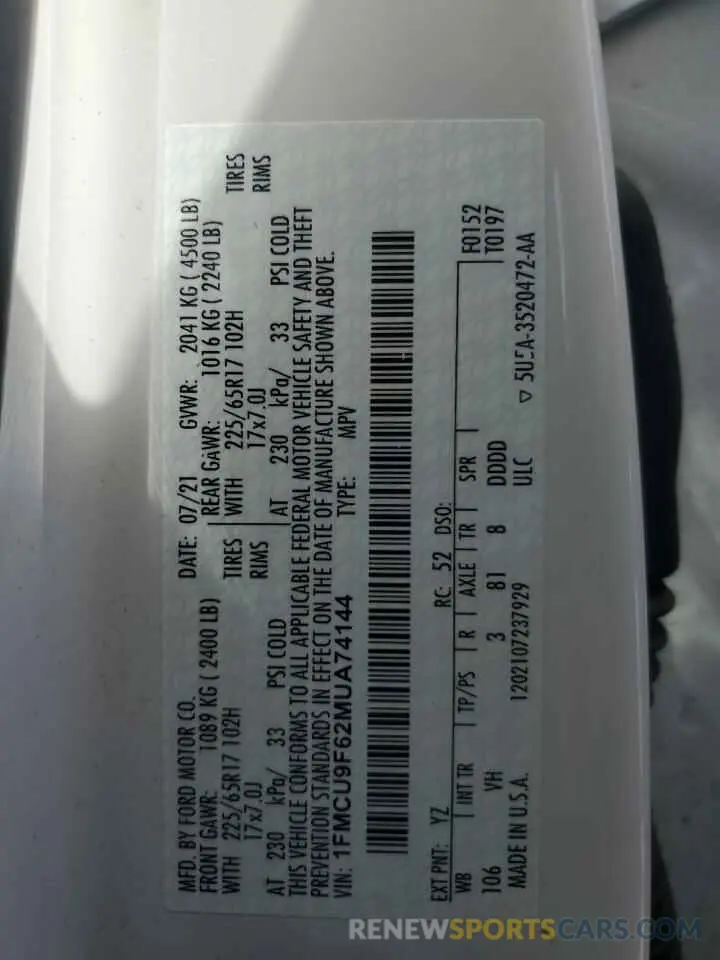 MFD. BY FORD MOTOR CO.
DATE: 07/21 GVWR: 2041 KG ( 4500 LB)
FRONT GAWR: 1089 KG ( 2400 LB)
REAR GAWR: 1016 KG ( 2240 LB)
WITH 225/65R17 102H TIRES
WITH 225/65R17 102H TIRES
17x7.0J RIMS
17x7.0J RIMS
AT 230 kPa/ 33 PSI COLD
AT 230 kPa/ 33 PSI COLD
THIS VEHICLE CONFORMS TO ALL APPLICABLE FEDERAL MOTOR VEHICLE SAFETY AND THEFT
PREVENTION STANDARDS IN EFFECT ON THE DATE OF MANUFACTURE SHOWN ABOVE.
VIN: 1FMCU9F62MUA74144 TYPE: MPV
EXT PNT: YZ RC: 52 DSO: F0152
WB INT TR TP/PS R AXLE TR SPR T0197
106 VH 3 81 8 DDDD
MADE IN U.S.A. 1202107237929 ULC ▽ 5U5A-3520472-AA
RENEWSPORTSCARS.COM